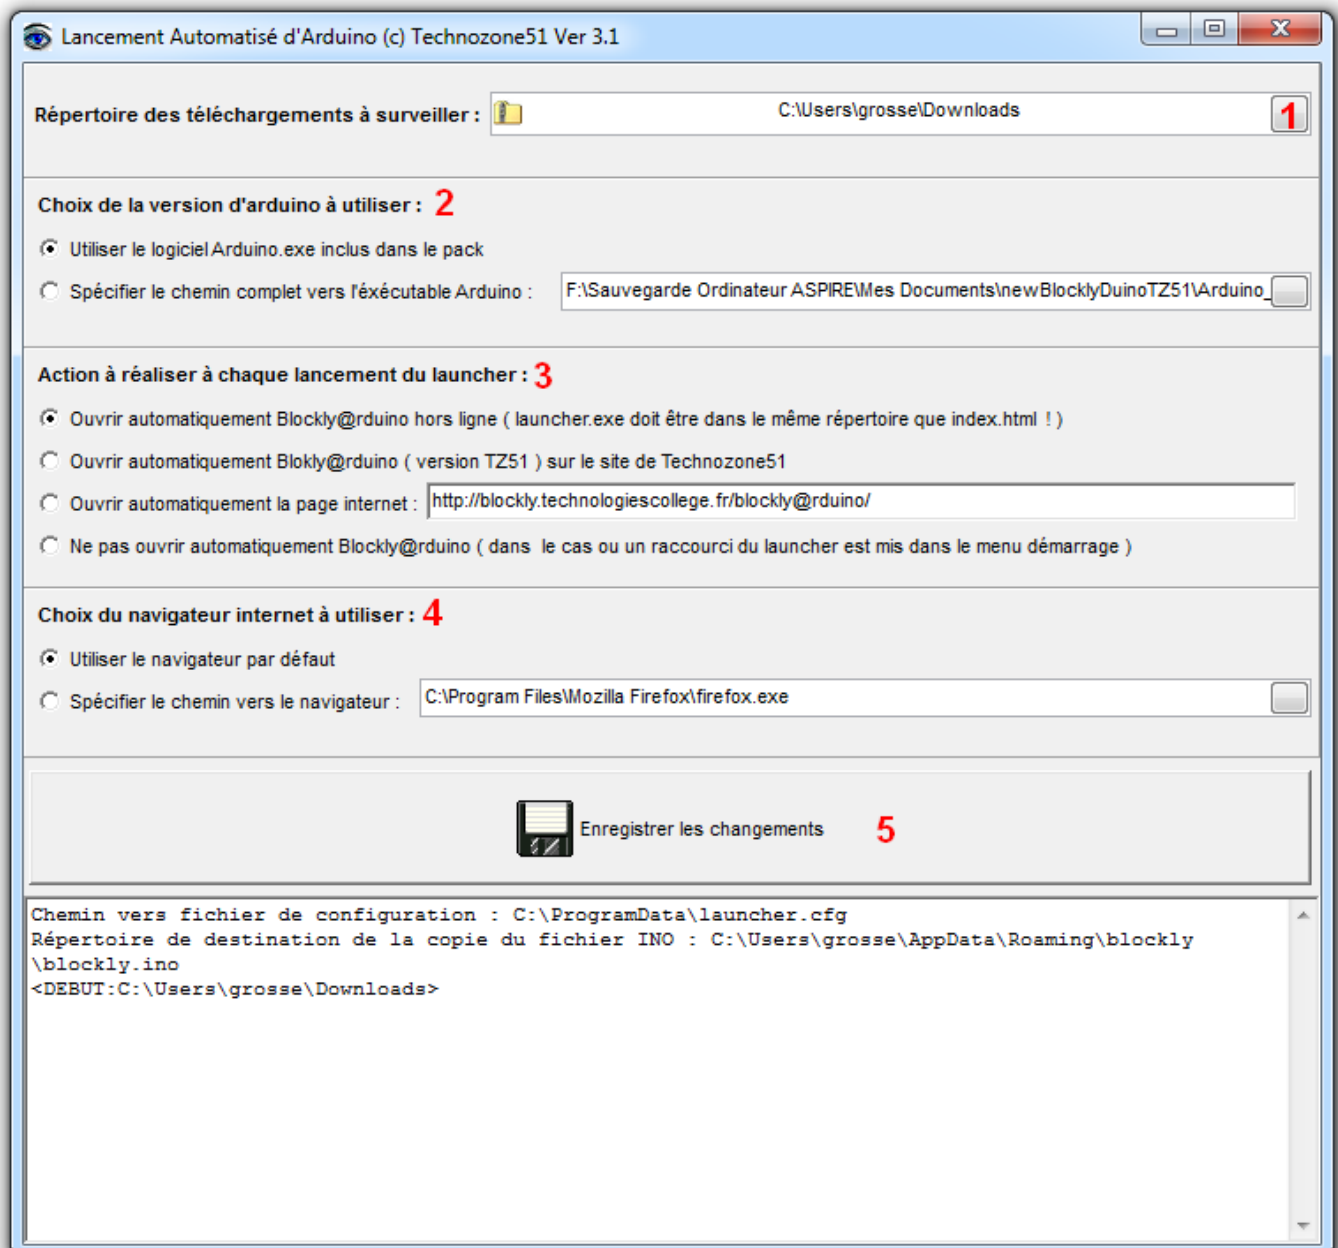 Lancement Automatisé d'Arduino (c) Technozone51 Ver 3.1
Répertoire des téléchargements à surveiller : C:\Users\grosse\Downloads 1
Choix de la version d'arduino à utiliser : 2
Utiliser le logiciel Arduino.exe inclus dans le pack
Spécifier le chemin complet vers l'éxécutable Arduino : F:\Sauvegarde Ordinateur ASPIRE\Mes Documents\newBlocklyDuinoTZ51\Arduino_
Action à réaliser à chaque lancement du launcher : 3
Ouvrir automatiquement Blockly@rduino hors ligne ( launcher.exe doit être dans le même répertoire que index.html ! )
Ouvrir automatiquement Blokly@rduino ( version TZ51 ) sur le site de Technozone51
Ouvrir automatiquement la page internet : http://blockly.technologiescollege.fr/blockly@rduino/
Ne pas ouvrir automatiquement Blockly@rduino ( dans le cas ou un raccourci du launcher est mis dans le menu démarrage )
Choix du navigateur internet à utiliser : 4
Utiliser le navigateur par défaut
Spécifier le chemin vers le navigateur : C:\Program Files\Mozilla Firefox\firefox.exe
Enregistrer les changements 5
Chemin vers fichier de configuration : C:\ProgramData\launcher.cfg
Répertoire de destination de la copie du fichier INO : C:\Users\grosse\AppData\Roaming\blockly
\blockly.ino
<DEBUT:C:\Users\grosse\Downloads>